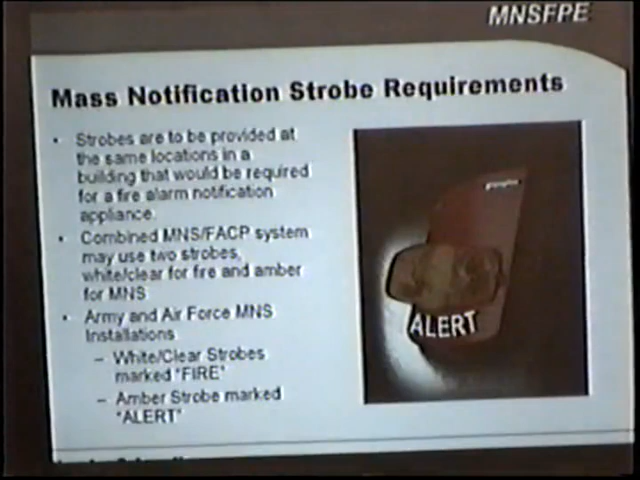 MNSFPE
Mass Notification Strobe Requirements
• Strobes are to be provided at
the same locations in a
building that would be required
for a fire alarm notification
appliance.
• Combined MNS/FACP system
may use two strobes,
white/clear for fire and amber
for MNS
• Army and Air Force MNS
Installations
– White/Clear Strobes
marked "FIRE"
– Amber Strobe marked
"ALERT"
ALERT